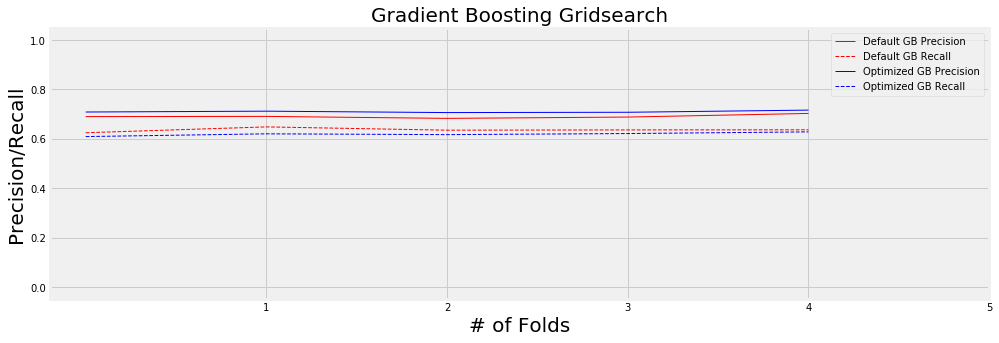 Gradient Boosting Gridsearch
Default GB Precision
Default GB Recall
Optimized GB Precision
Optimized GB Recall
Precision/Recall
1.0
0.8
0.6
0.4
0.2
0.0
1 2 3 4 5
# of Folds